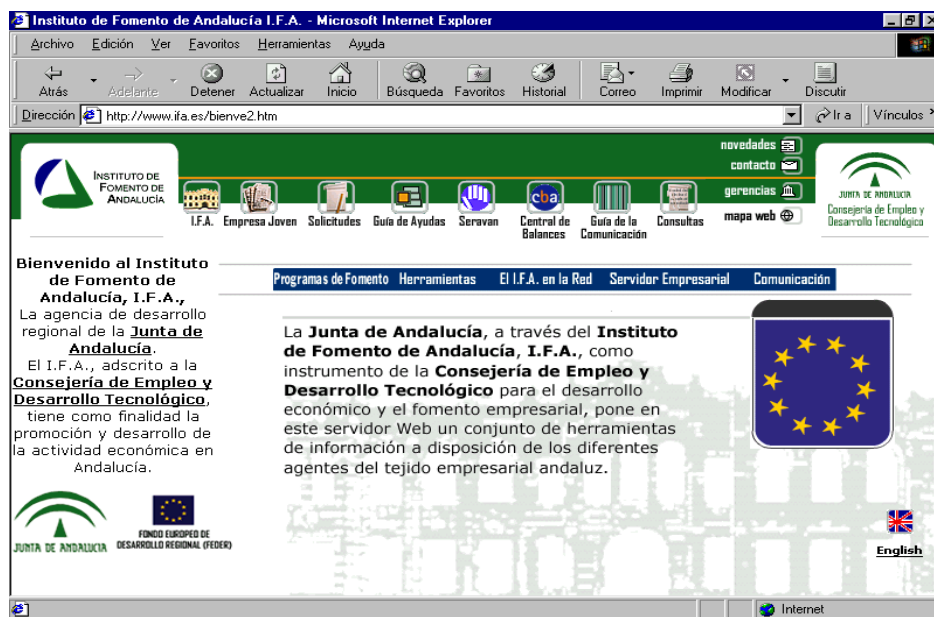 Instituto de Fomento de Andalucía I.F.A. - Microsoft Internet Explorer
Archivo Edición Ver Favoritos Herramientas Ayuda
Atrás Adelante Detener Actualizar Inicio Búsqueda Favoritos Historial Correo Imprimir Modificar Discutir
Dirección http://www.ifa.es/bienve2.htm Ir a Vínculos
novedades
contacto
gerencias
mapa web
INSTITUTO DE
FOMENTO DE
ANDALUCÍA
I.F.A. Empresa Joven Solicitudes Guía de Ayudas Seravan Central de Balances Guía de la Comunicación Consultas
cba
JUNTA DE ANDALUCIA
Consejería de Empleo y
Desarrollo Tecnológico
Programas de Fomento Herramientas El I.F.A. en la Red Servidor Empresarial Comunicación
Bienvenido al Instituto
de Fomento de
Andalucía, I.F.A.,
La agencia de desarrollo
regional de la Junta de
Andalucía.
El I.F.A., adscrito a la
Consejería de Empleo y
Desarrollo Tecnológico,
tiene como finalidad la
promoción y desarrollo de
la actividad económica en
Andalucía.
La Junta de Andalucía, a través del Instituto
de Fomento de Andalucía, I.F.A., como
instrumento de la Consejería de Empleo y
Desarrollo Tecnológico para el desarrollo
económico y el fomento empresarial, pone en
este servidor Web un conjunto de herramientas
de información a disposición de los diferentes
agentes del tejido empresarial andaluz.
JUNTA DE ANDALUCIA
FONDO EUROPEO DE
DESARROLLO REGIONAL (FEDER)
English
Internet